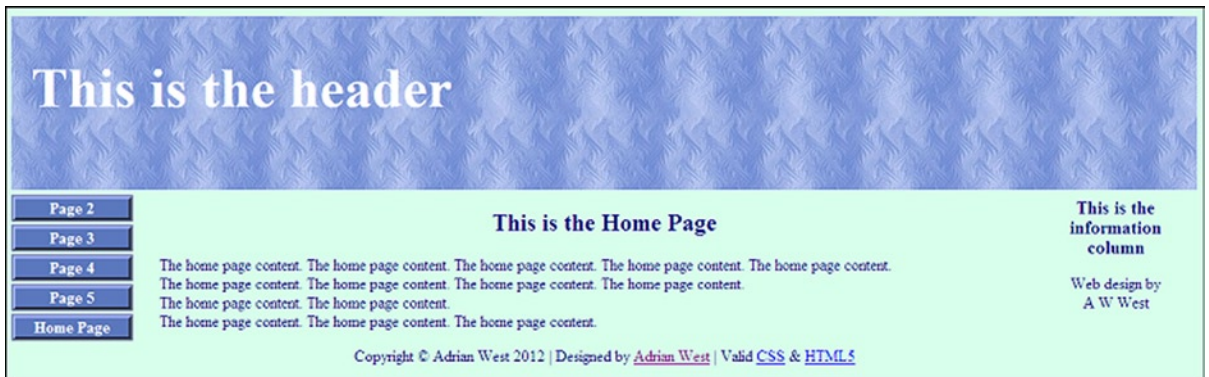 This is the header
Page 2
Page 3
Page 4
Page 5
Home Page
This is the Home Page
The home page content. The home page content. The home page content. The home page content. The home page content.
The home page content. The home page content. The home page content. The home page content.
The home page content. The home page content.
The home page content. The home page content. The home page content.
This is the
information
column
Web design by
A W West
Copyright © Adrian West 2012 | Designed by Adrian West | Valid CSS & HTML5